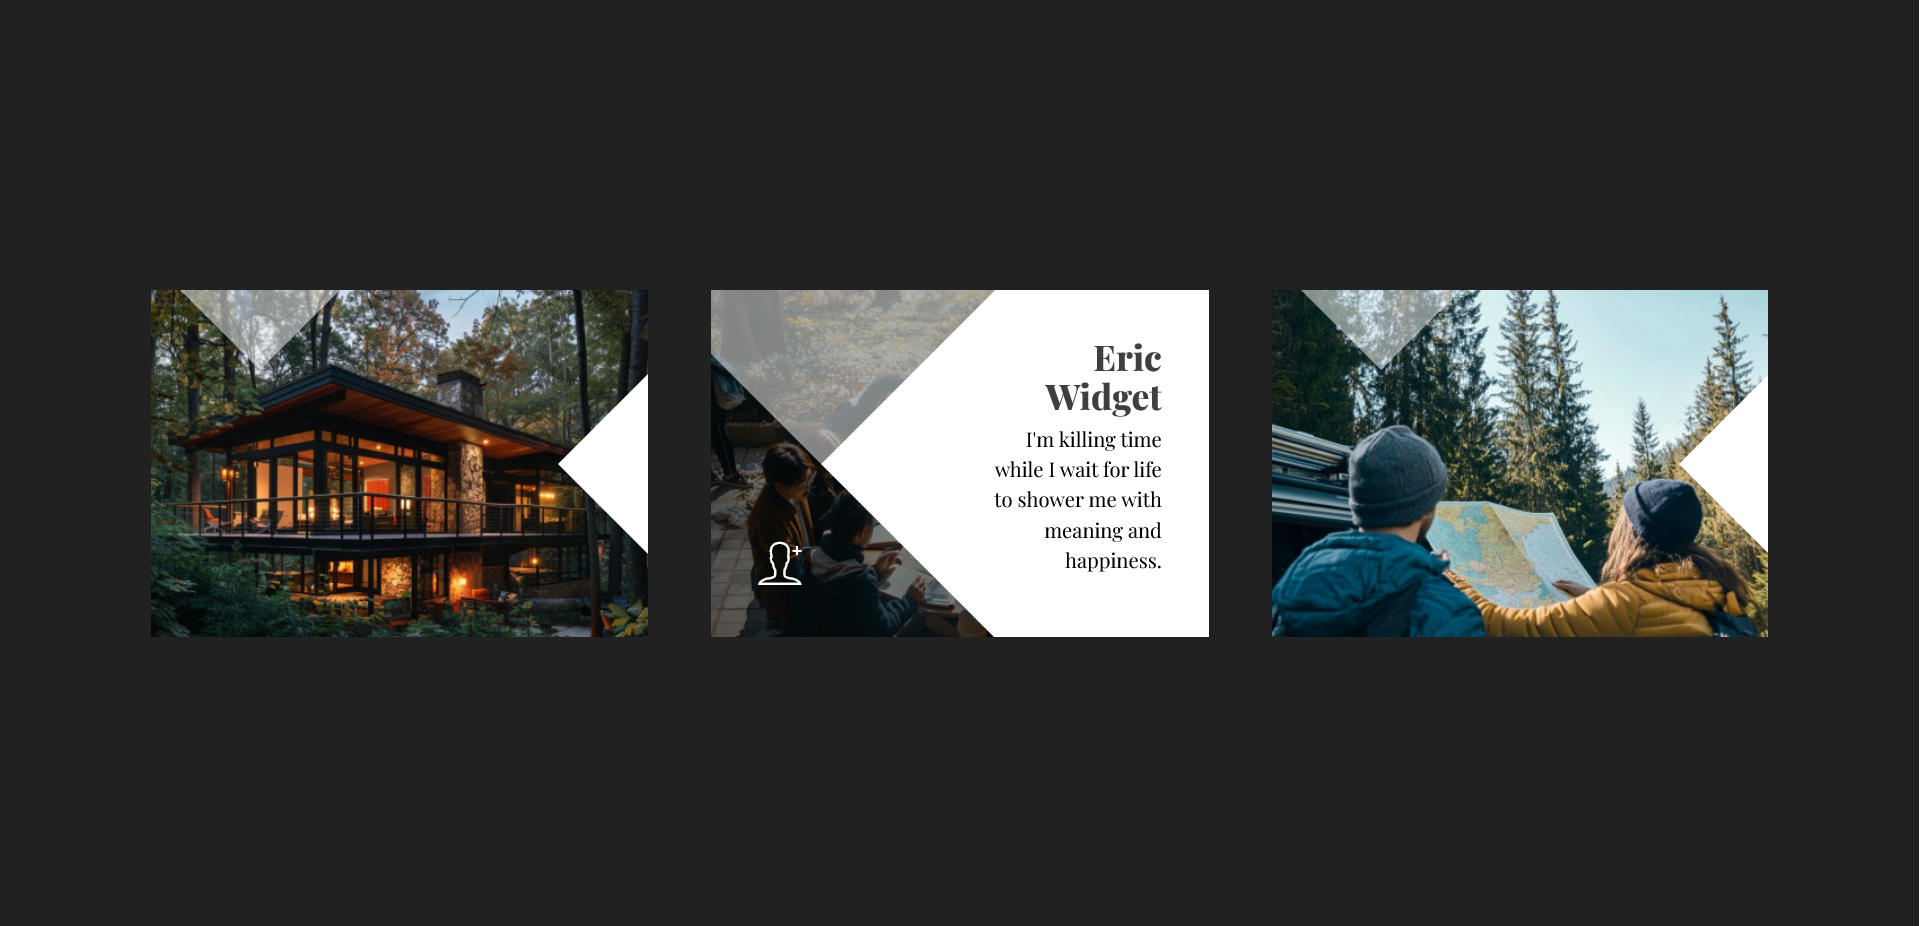 Eric
Widget
I'm killing time
while I wait for life
to shower me with
meaning and
happiness.